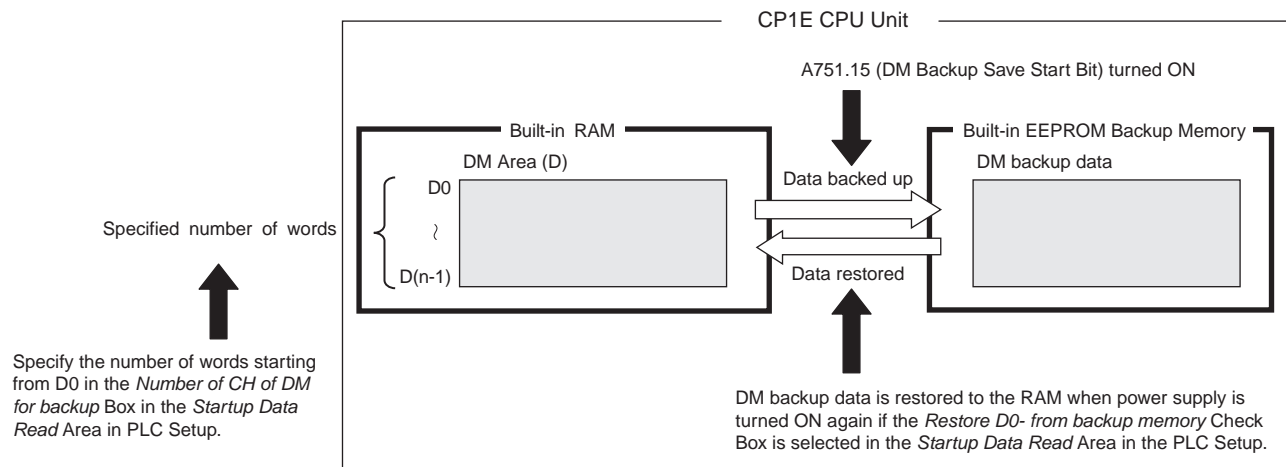 CP1E CPU Unit
A751.15 (DM Backup Save Start Bit) turned ON
Built-in RAM
Built-in EEPROM Backup Memory
DM Area (D)
Data backed up
DM backup data
D0
Specified number of words
~
D(n-1)
Data restored
Specify the number of words starting
from D0 in the Number of CH of DM
for backup Box in the Startup Data
Read Area in PLC Setup.
DM backup data is restored to the RAM when power supply is
turned ON again if the Restore D0- from backup memory Check
Box is selected in the Startup Data Read Area in the PLC Setup.